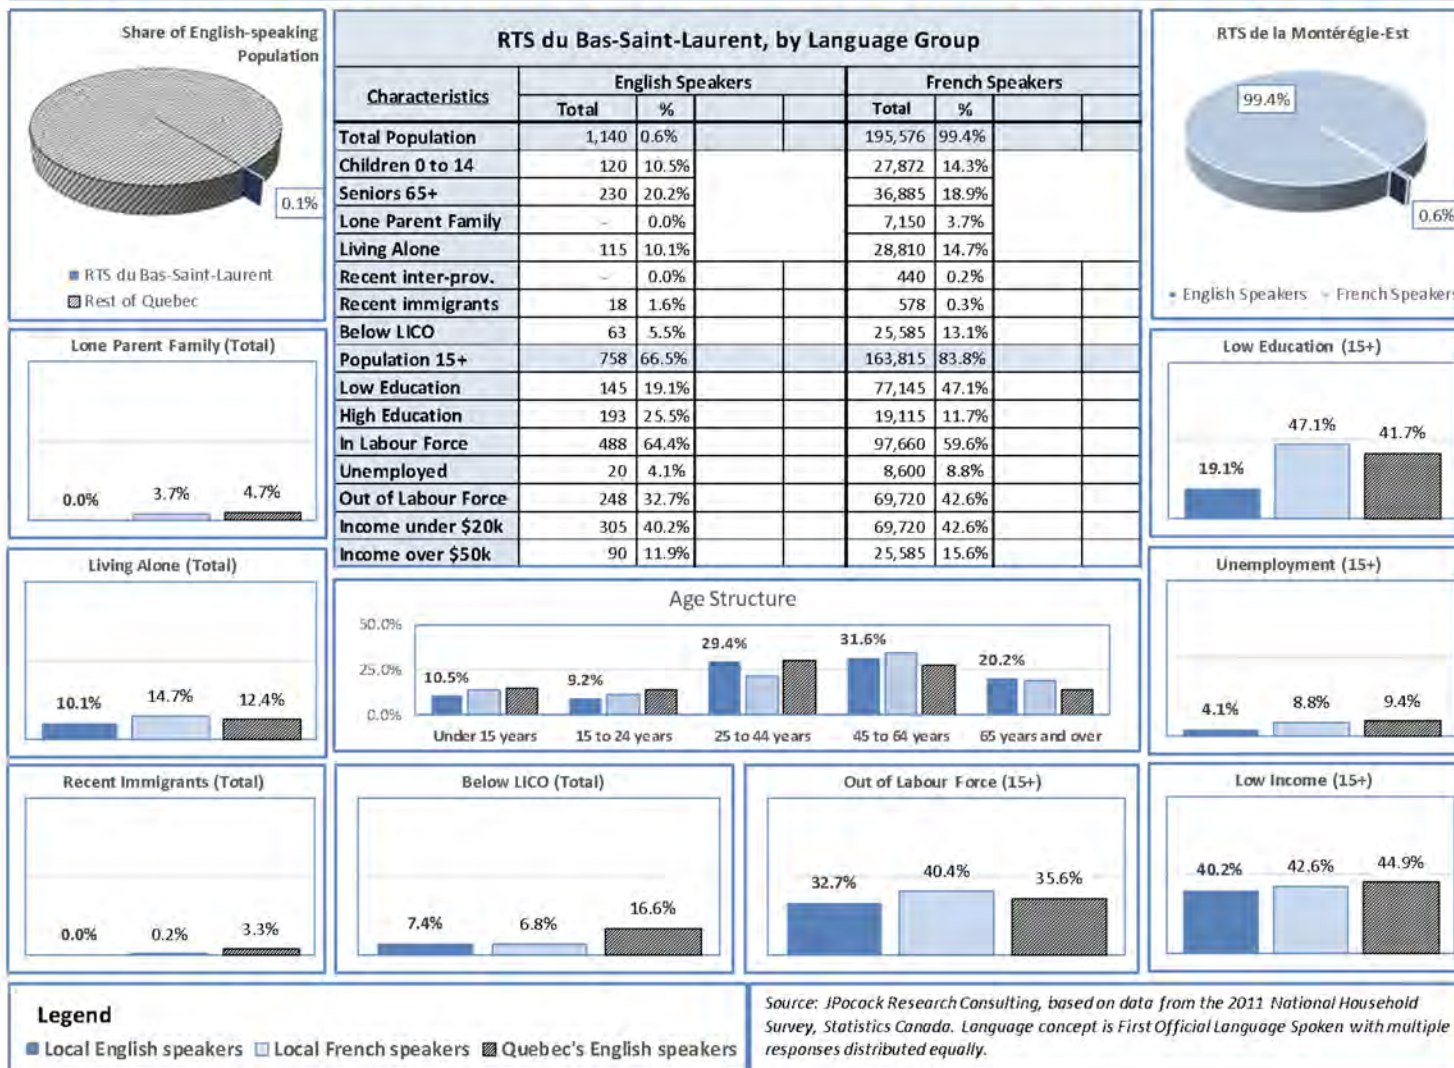 Share of English-speaking
Population
0.1%
RTS du Bas-Saint-Laurent
Rest of Quebec
RTS du Bas-Saint-Laurent, by Language Group
Characteristics English Speakers French Speakers
Total % Total %
Total Population 1,140 0.6% 195,576 99.4%
Children 0 to 14 120 10.5% 27,872 14.3%
Seniors 65+ 230 20.2% 36,885 18.9%
Lone Parent Family - 0.0% 7,150 3.7%
Living Alone 115 10.1% 28,810 14.7%
Recent inter-prov. - 0.0% 440 0.2%
Recent immigrants 18 1.6% 578 0.3%
Below LICO 63 5.5% 25,585 13.1%
Population 15+ 758 66.5% 163,815 83.8%
Low Education 145 19.1% 77,145 47.1%
High Education 193 25.5% 19,115 11.7%
In Labour Force 488 64.4% 97,660 59.6%
Unemployed 20 4.1% 8,600 8.8%
Out of Labour Force 248 32.7% 69,720 42.6%
Income under $20k 305 40.2% 69,720 42.6%
Income over $50k 90 11.9% 25,585 15.6%
RTS de la Montérégie-Est
99.4%
0.6%
English Speakers French Speakers
Lone Parent Family (Total)
0.0% 3.7% 4.7%
Low Education (15+)
19.1% 47.1% 41.7%
Living Alone (Total)
10.1% 14.7% 12.4%
Age Structure
50.0%
25.0%
0.0%
10.5% 9.2% 29.4% 31.6% 20.2%
Under 15 years 15 to 24 years 25 to 44 years 45 to 64 years 65 years and over
Unemployment (15+)
4.1% 8.8% 9.4%
Recent Immigrants (Total)
0.0% 0.2% 3.3%
Below LICO (Total)
7.4% 6.8% 16.6%
Out of Labour Force (15+)
32.7% 40.4% 35.6%
Low Income (15+)
40.2% 42.6% 44.9%
Legend
Local English speakers Local French speakers Quebec's English speakers
Source: JPocock Research Consulting, based on data from the 2011 National Household
Survey, Statistics Canada. Language concept is First Official Language Spoken with multiple
responses distributed equally.